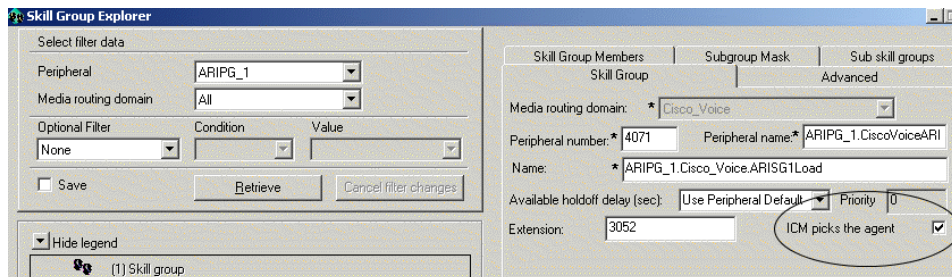 Skill Group Explorer
Select filter data
Peripheral ARIPG_1
Media routing domain All
Optional Filter Condition Value
None
Save Retrieve Cancel filter changes
Hide legend
(1) Skill group
Skill Group Members Subgroup Mask Sub skill groups
Skill Group Advanced
Media routing domain: * Cisco_Voice
Peripheral number:* 4071 Peripheral name:* ARIPG_1.CiscoVoiceARI
Name: * ARIPG_1.Cisco_Voice.ARISG1Load
Available holdoff delay (sec): Use Peripheral Default Priority 0
Extension: 3052 ICM picks the agent